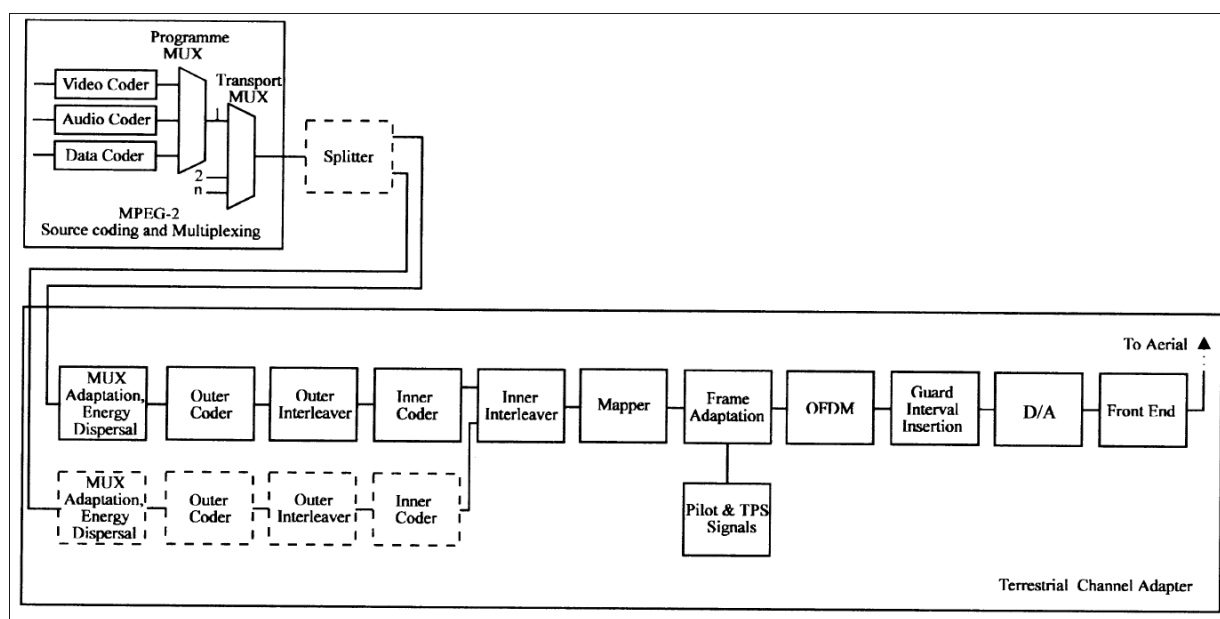 Programme
MUX
Video Coder
Audio Coder
Data Coder
1
Transport
MUX
2
n
MPEG-2
Source coding and Multiplexing
Splitter
To Aerial
MUX
Adaptation,
Energy
Dispersal
Outer
Coder
Outer
Interleaver
Inner
Coder
Inner
Interleaver
Mapper
Frame
Adaptation
OFDM
Guard
Interval
Insertion
D/A
Front End
MUX
Adaptation,
Energy
Dispersal
Outer
Coder
Outer
Interleaver
Inner
Coder
Pilot & TPS
Signals
Terrestrial Channel Adapter